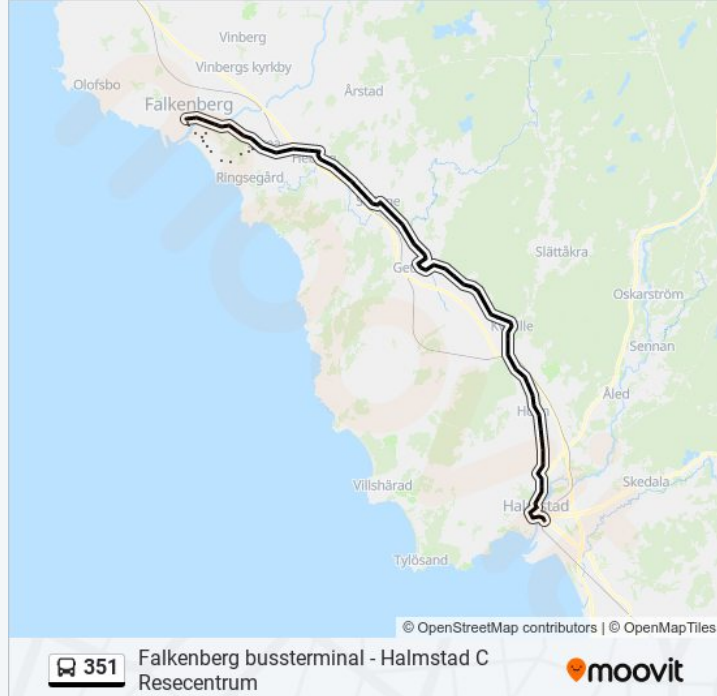 Vinberg
Vinbergs kyrkby
Olofsbo
Årstad
Falkenberg
Ringsegård
Slättåkra
Oskarström
Sennan
Åled
Skedala
Villshärad
Halmstad
Tylösand
© OpenStreetMap contributors | © OpenMapTiles
351
Falkenberg bussterminal - Halmstad C
Resecentrum
moovit